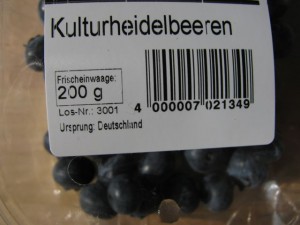 Kulturheidelbeeren
Frischeinwaage:
200 g
Los-Nr.: 3001
Ursprung: Deutschland
4 000007 021349